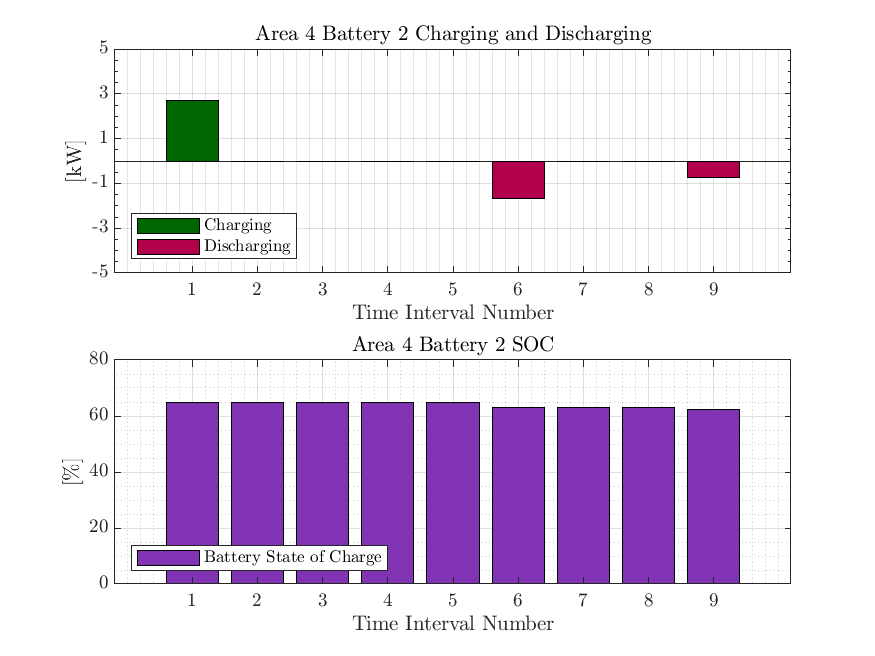 Area 4 Battery 2 Charging and Discharging
5
3
1
-1
-3
-5
[kW]
Charging
Discharging
1 2 3 4 5 6 7 8 9
Time Interval Number
Area 4 Battery 2 SOC
80
60
40
20
0
[%]
Battery State of Charge
1 2 3 4 5 6 7 8 9
Time Interval Number